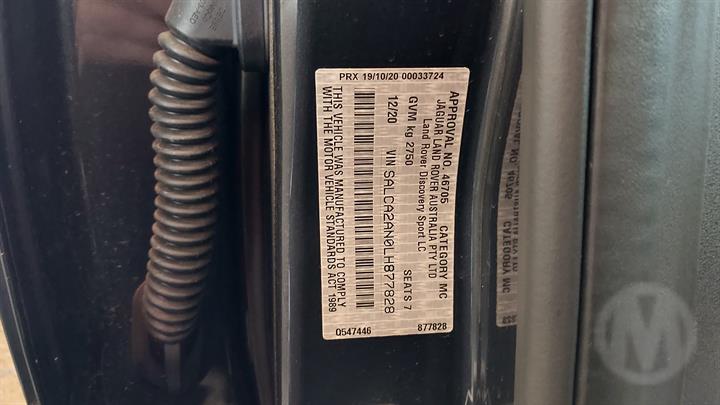 PRX 19/10/20 00033724
APPROVAL NO. 46705 CATEGORY MC
JAGUAR LAND ROVER AUSTRALIA PTY LTD
Land Rover Discovery Sport LC
GVM kg 2750 SEATS 7
12/20 VIN SALCA2AN0LH877828
THIS VEHICLE WAS MANUFACTURED TO COMPLY
WITH THE MOTOR VEHICLE STANDARDS ACT 1989
Q547446 877828
M